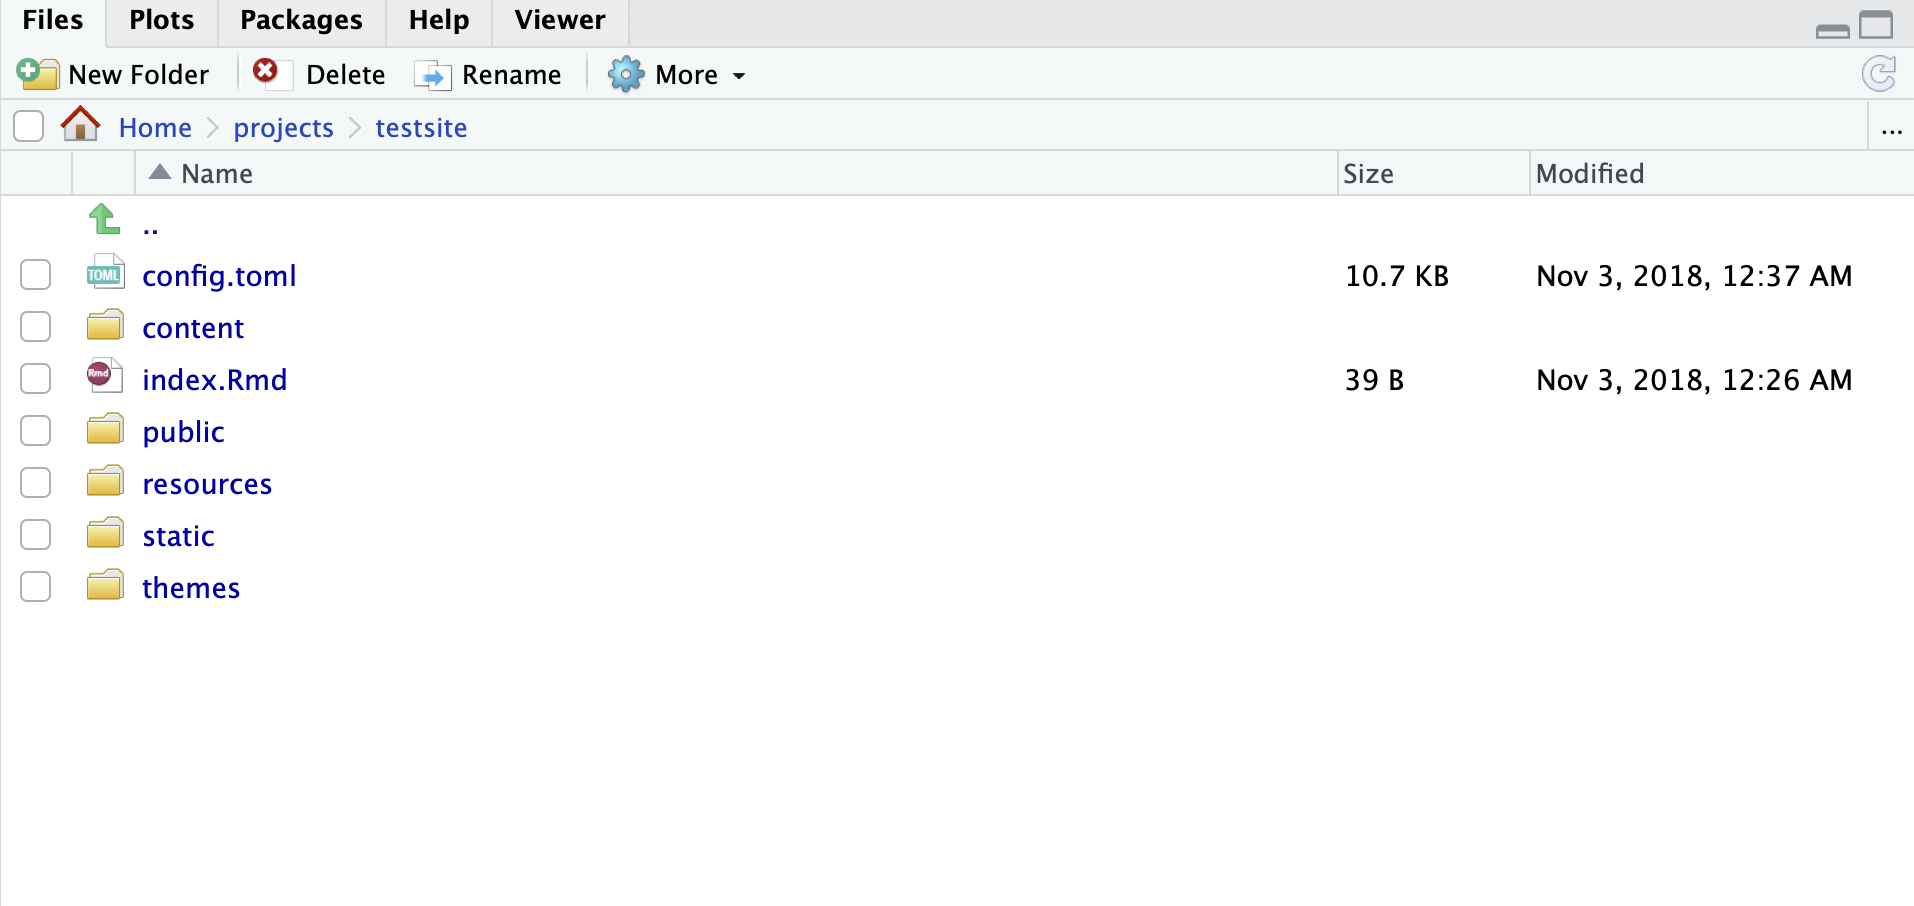 Files Plots Packages Help Viewer
New Folder Delete Rename More
Home projects testsite ...
Name Size Modified
..
TOML config.toml 10.7 KB Nov 3, 2018, 12:37 AM
content
Rmd index.Rmd 39 B Nov 3, 2018, 12:26 AM
public
resources
static
themes